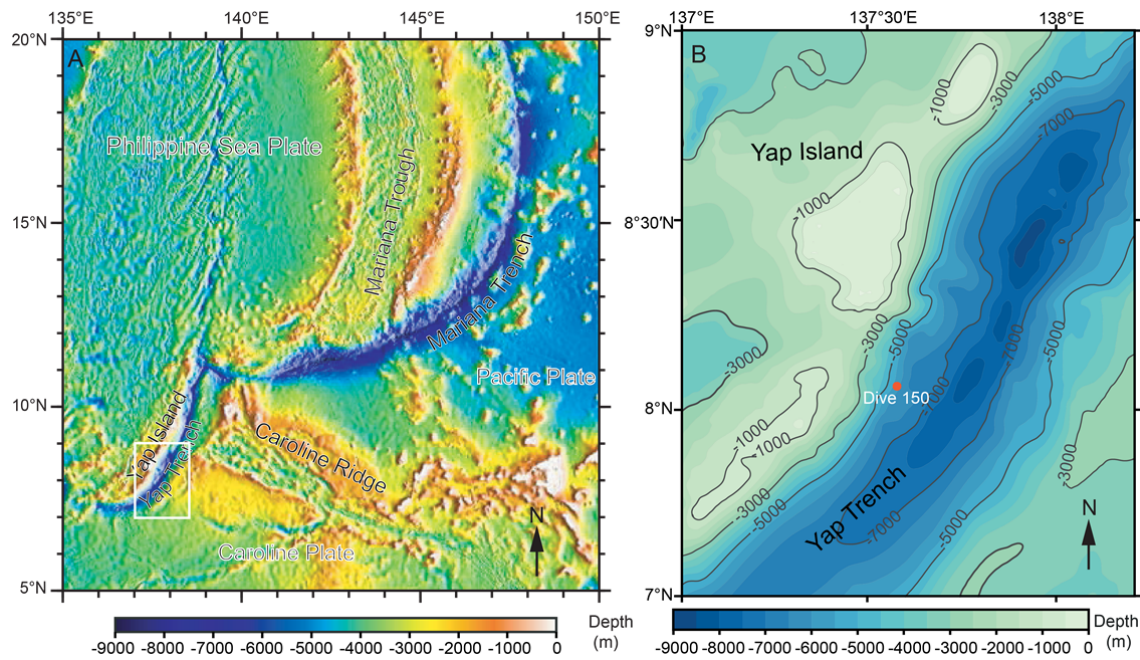 135°E 140°E 145°E 150°E
20°N
15°N
10°N
5°N
A
Philippine Sea Plate
Mariana Trough
Mariana Trench
Pacific Plate
Yap Island
Yap Trench
Caroline Ridge
Caroline Plate
N
-9000 -8000 -7000 -6000 -5000 -4000 -3000 -2000 -1000 0
Depth
(m)
137°E 137°30E 138°E
9°N
8°30N
8°N
7°N
B
-1000
-3000
-5000
-7000
Yap Island
-1000
-3000
-5000
-7000
-5000
-3000
Dive 150
-7000
-1000
-1000
-3000
-5000
Yap Trench
-7000
-5000
-3000
N
-9000 -8000 -7000 -6000 -5000 -4000 -3000 -2000 -1000 0
Depth
(m)